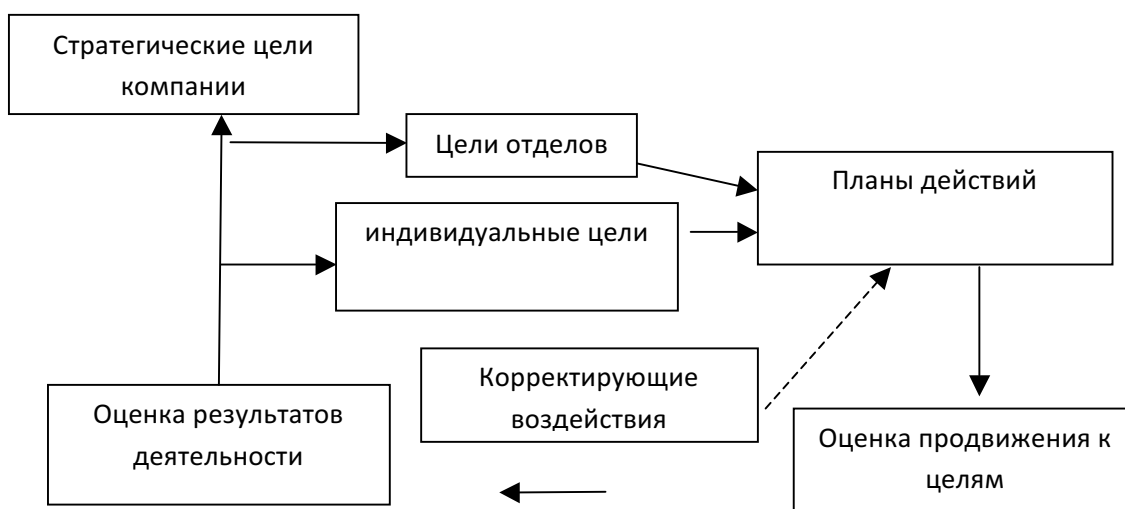 Стратегические цели
компании
Цели отделов
Планы действий
индивидуальные цели
Корректирующие
воздействия
Оценка результатов
деятельности
Оценка продвижения к
целям